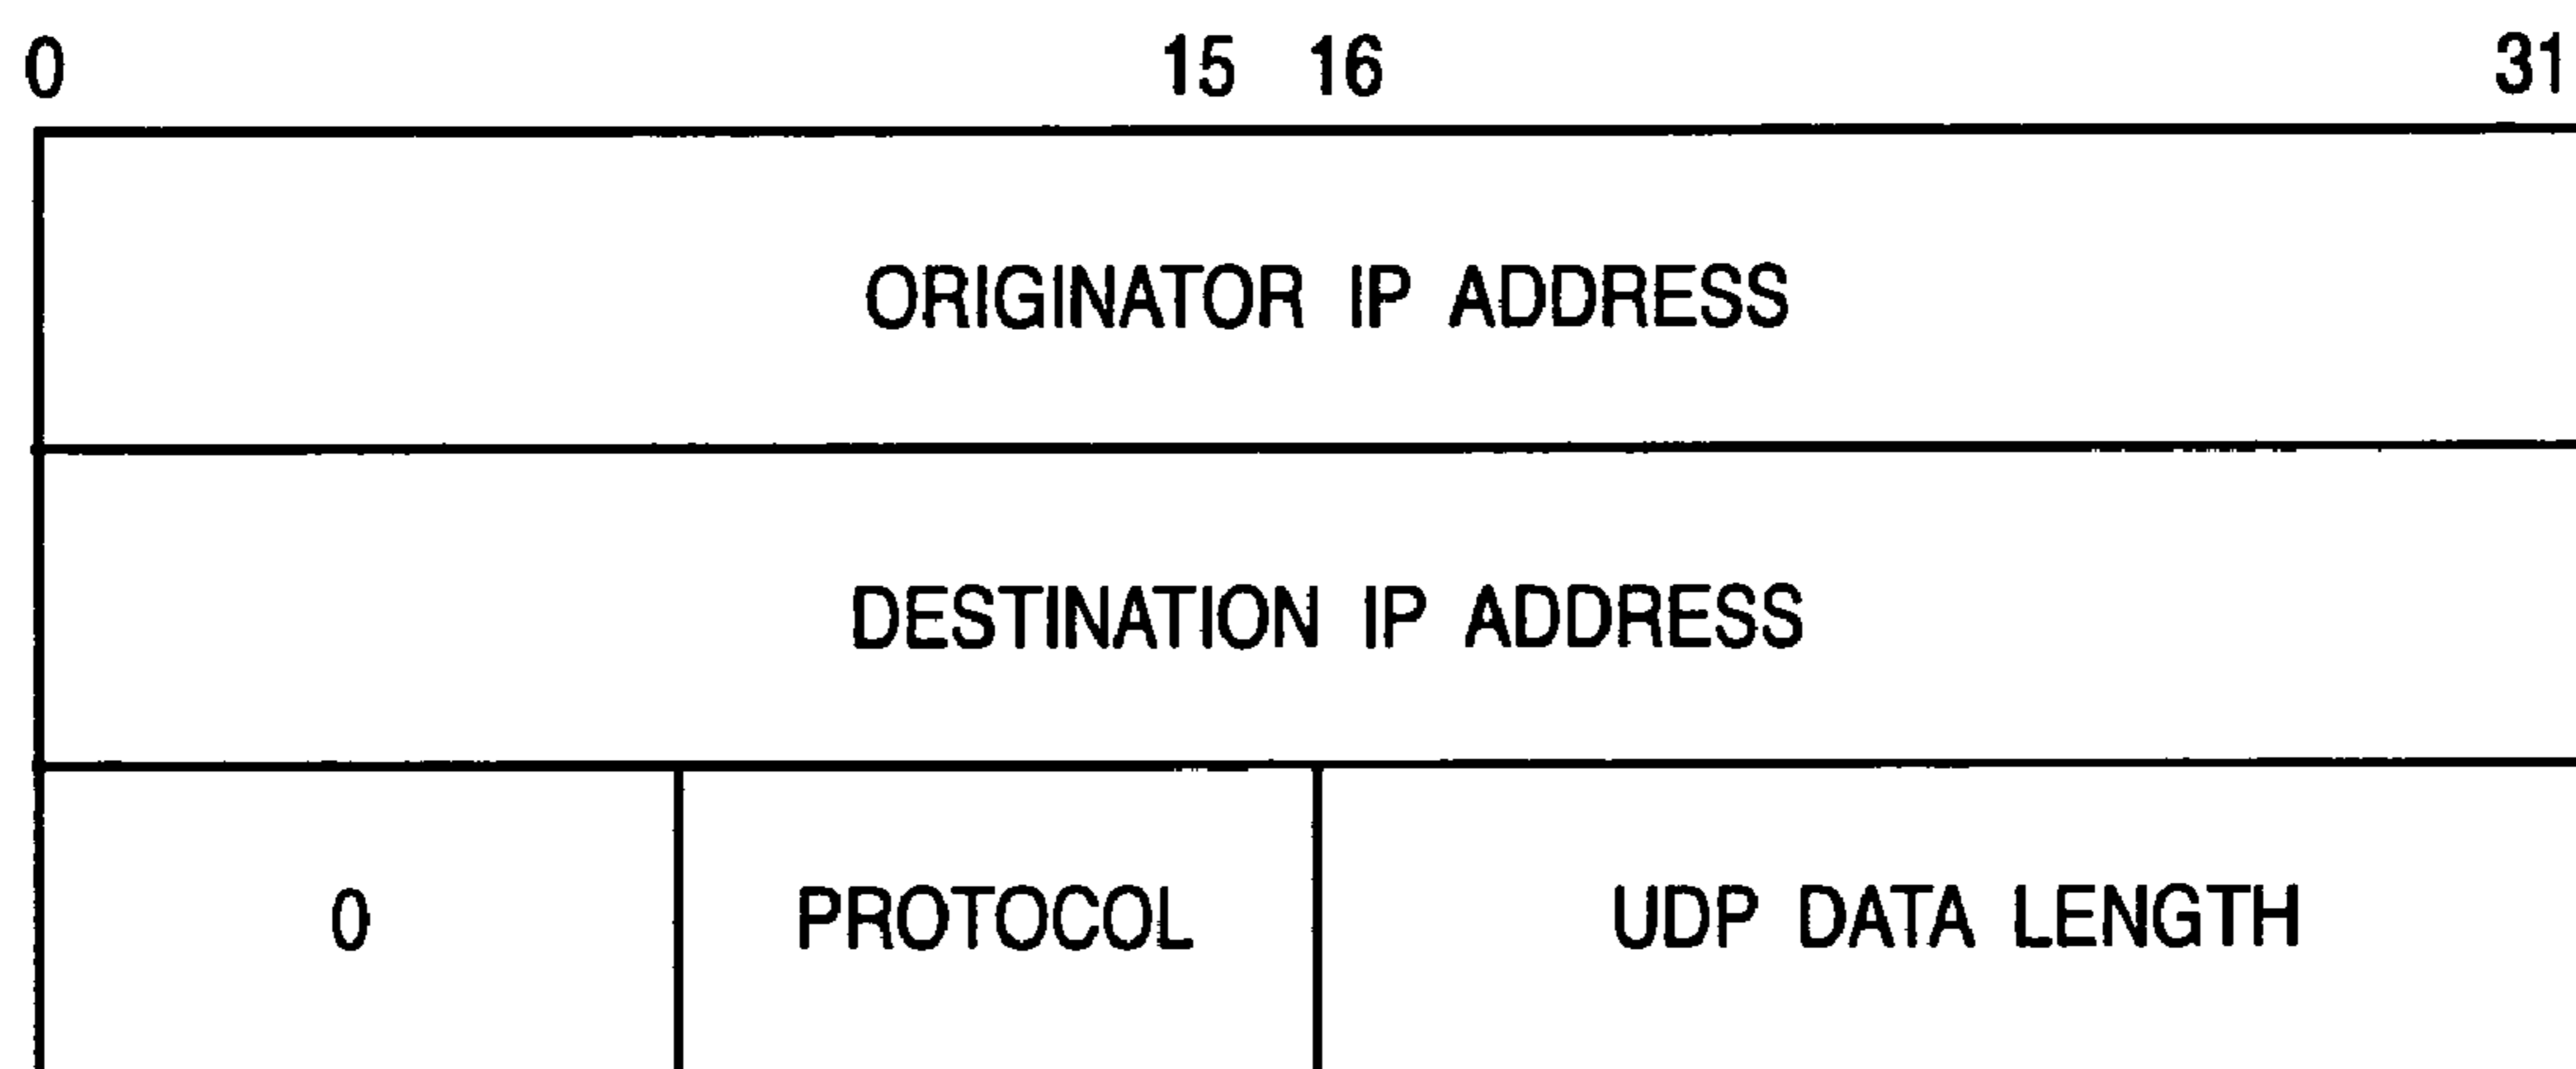 0 15 16 31
ORIGINATOR IP ADDRESS
DESTINATION IP ADDRESS
0 PROTOCOL UDP DATA LENGTH